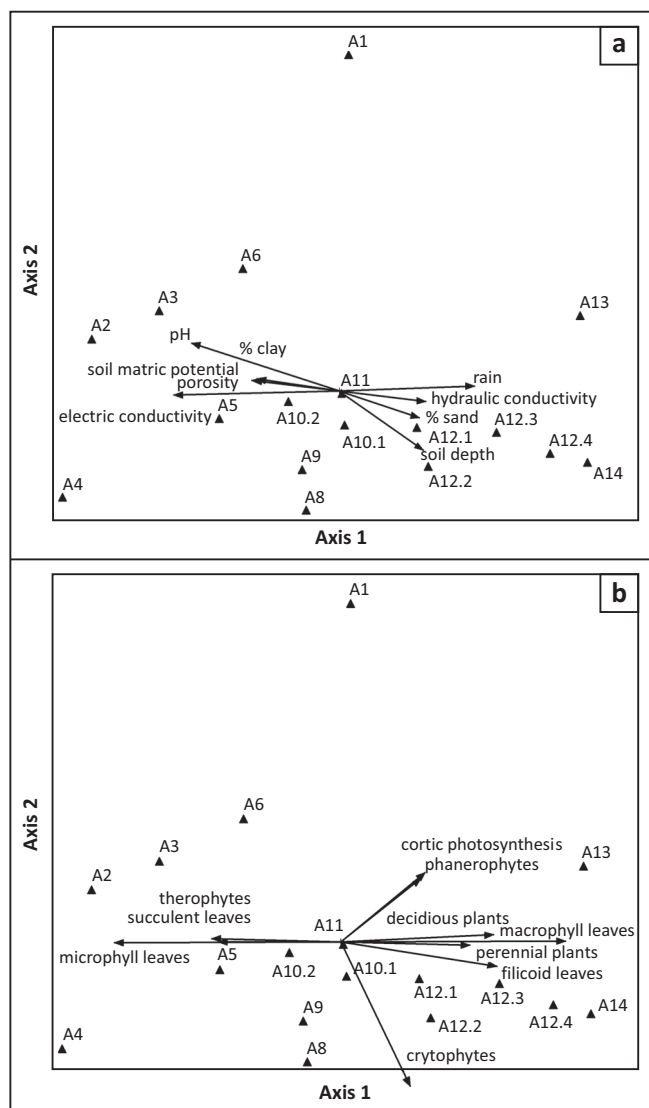 a
A1
Axis 2
A6
A3
A13
A2
pH
% clay
soil matric potential
A11
rain
porosity
hydraulic conductivity
electric conductivity
A5
A10.2
% sand
A12.3
A10.1
A12.1
soil depth
A12.4
A9
A12.2
A14
A4
A8
Axis 1
b
A1
Axis 2
A6
cortic photosynthesis
A3
phanerophytes
A13
A2
therophytes
decidious plants
succulent leaves
A11
macrophyll leaves
microphyll leaves
perennial plants
A5
A10.2
A10.1
filicoid leaves
A12.1
A12.3
A9
A12.2
A12.4
A14
A4
A8
crytophytes
Axis 1